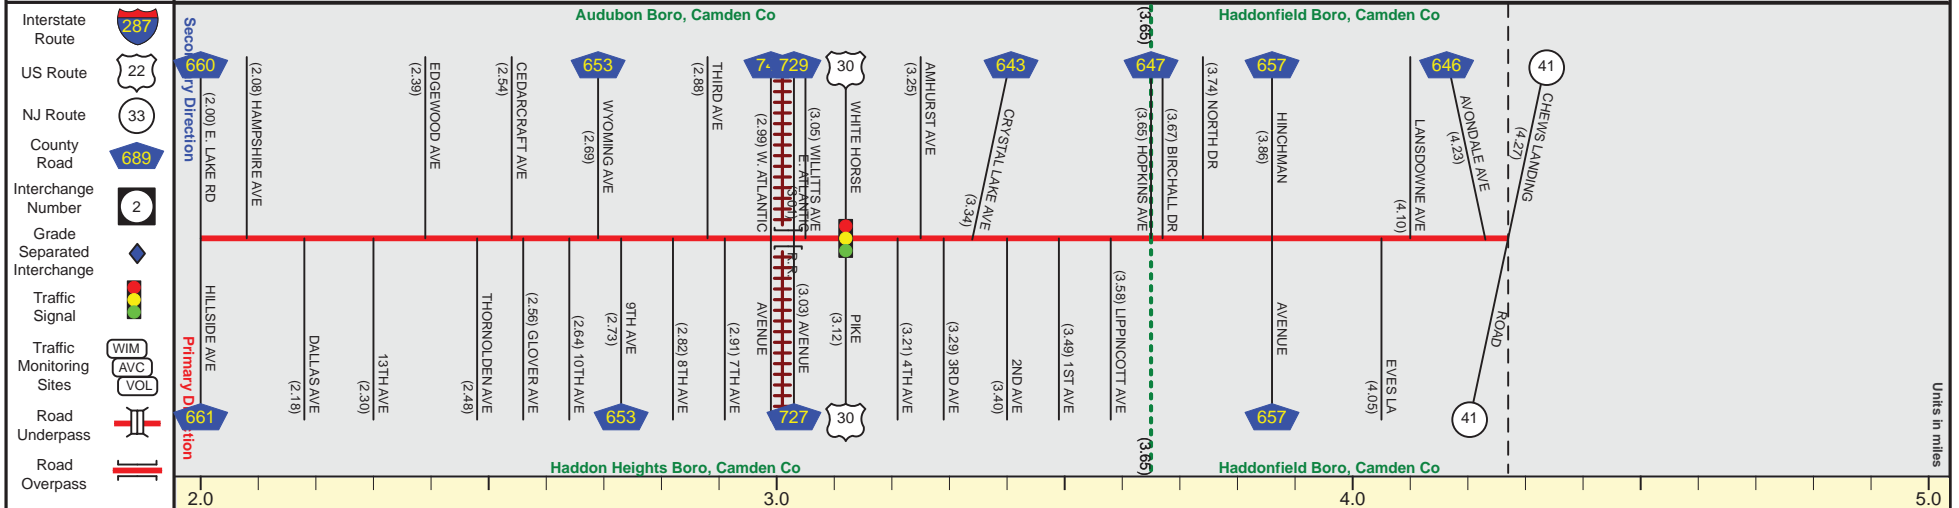 Interstate
Route
287
US Route
22
NJ Route
33
County
Road
689
Interchange
Number
2
Grade
Separated
Interchange
Traffic
Signal
Traffic
Monitoring
Sites
WIM
AVC
VOL
Road
Underpass
Road
Overpass
Audubon Boro, Camden Co
Haddonfield Boro, Camden Co
Secondary Direction
660
(2.00) E. LAKE RD
(2.08) HAMPSHIRE AVE
EDGEWOOD AVE
(2.39)
CEDARCRAFT AVE
(2.54)
653
WYOMING AVE
(2.69)
THIRD AVE
(2.88)
729
(2.99) W. ATLANTIC
(3.01)
E. ATLANTIC
(3.05) WILLITTS AVE
30
WHITE HORSE
AMHURST AVE
(3.25)
643
CRYSTAL LAKE AVE
(3.34)
(3.65)
647
(3.65) HOPKINS AVE
(3.67) BIRCHALL DR
(3.74) NORTH DR
657
HINCHMAN
(3.86)
LANSDOWNE AVE
(4.10)
646
AVONDALE AVE
(4.23)
41
CHEWS LANDING
(4.27)
Primary Direction
HILLSIDE AVE
661
DALLAS AVE
(2.18)
13TH AVE
(2.30)
THORNOLDEN AVE
(2.48)
(2.56) GLOVER AVE
(2.64) 10TH AVE
9TH AVE
(2.73)
653
(2.82) 8TH AVE
(2.91) 7TH AVE
AVENUE
R.R.
(3.03) AVENUE
727
PIKE
(3.12)
30
(3.21) 4TH AVE
(3.29) 3RD AVE
2ND AVE
(3.40)
(3.49) 1ST AVE
(3.58) LIPPINCOTT AVE
(3.65)
AVENUE
657
EVES LA
(4.05)
ROAD
41
Units in miles
Haddon Heights Boro, Camden Co
Haddonfield Boro, Camden Co
2.0
3.0
4.0
5.0